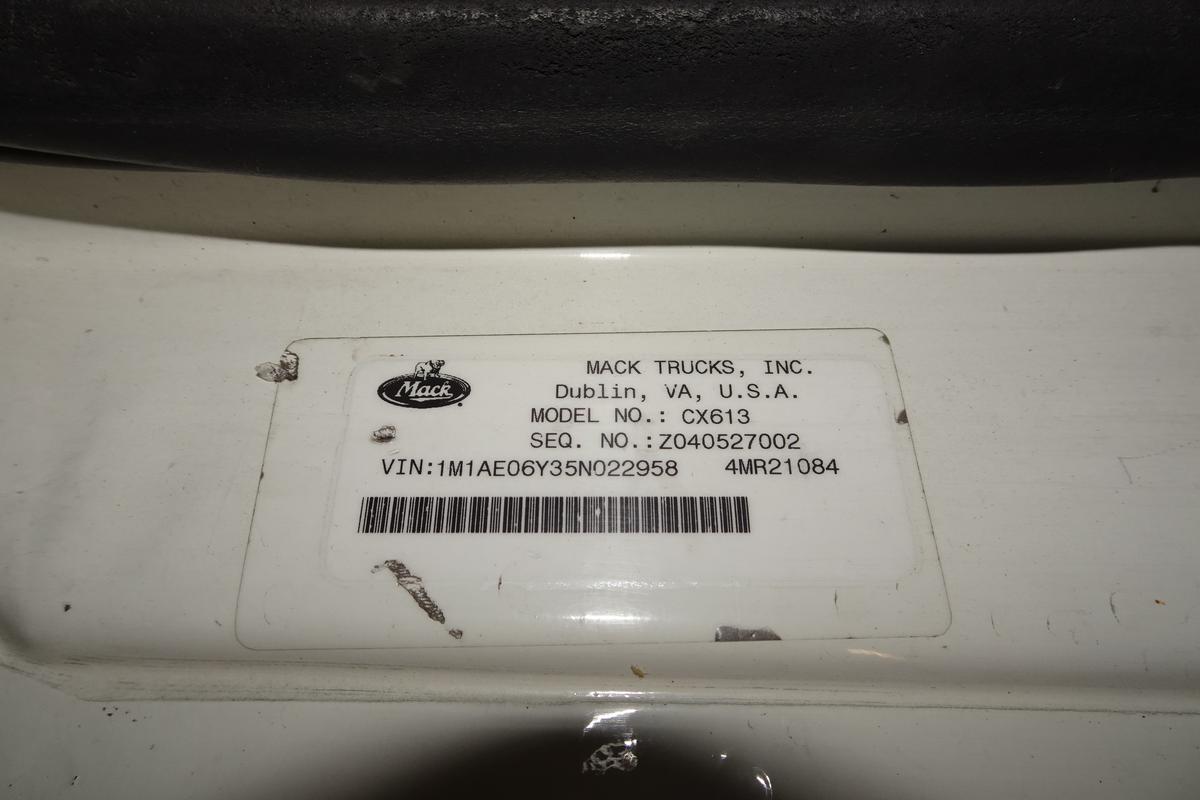 Mack
MACK TRUCKS, INC.
Dublin, VA, U.S.A.
MODEL NO.: CX613
SEQ. NO.:Z040527002
VIN:1M1AE06Y35N022958 4MR21084